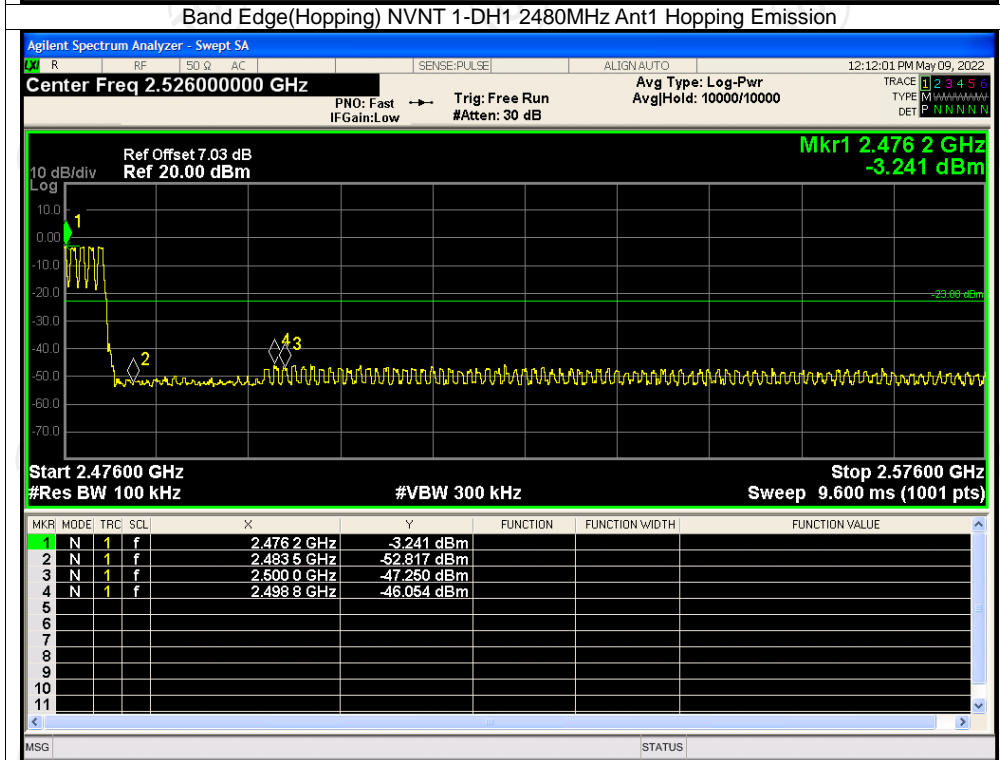 Band Edge(Hopping) NVNT 1-DH1 2480MHz Ant1 Hopping Emission
Agilent Spectrum Analyzer - Swept SA
LXI R RF 50 Ω AC SENSE:PULSE ALIGN AUTO 12:12:01 PM May 09, 2022
Center Freq 2.526000000 GHz Avg Type: Log-Pwr TRACE 1 2 3 4 5 6
PNO: Fast Trig: Free Run Avg|Hold: 10000/10000 TYPE M
IFGain:Low #Atten: 30 dB DET P N N N N N
Mkr1 2.476 2 GHz
Ref Offset 7.03 dB
10 dB/div Ref 20.00 dBm -3.241 dBm
Log
10.0
1
0.00
-10.0
-20.0
-23.00 dBm
-30.0
-40.0
2 4 3
-50.0
-60.0
-70.0
Start 2.47600 GHz Stop 2.57600 GHz
#Res BW 100 kHz #VBW 300 kHz Sweep 9.600 ms (1001 pts)
MKR MODE TRC SCL X Y FUNCTION FUNCTION WIDTH FUNCTION VALUE
1 N 1 f 2.476 2 GHz -3.241 dBm
2 N 1 f 2.483 5 GHz -52.817 dBm
3 N 1 f 2.500 0 GHz -47.250 dBm
4 N 1 f 2.498 8 GHz -46.054 dBm
5
6
7
8
9
10
11
MSG STATUS